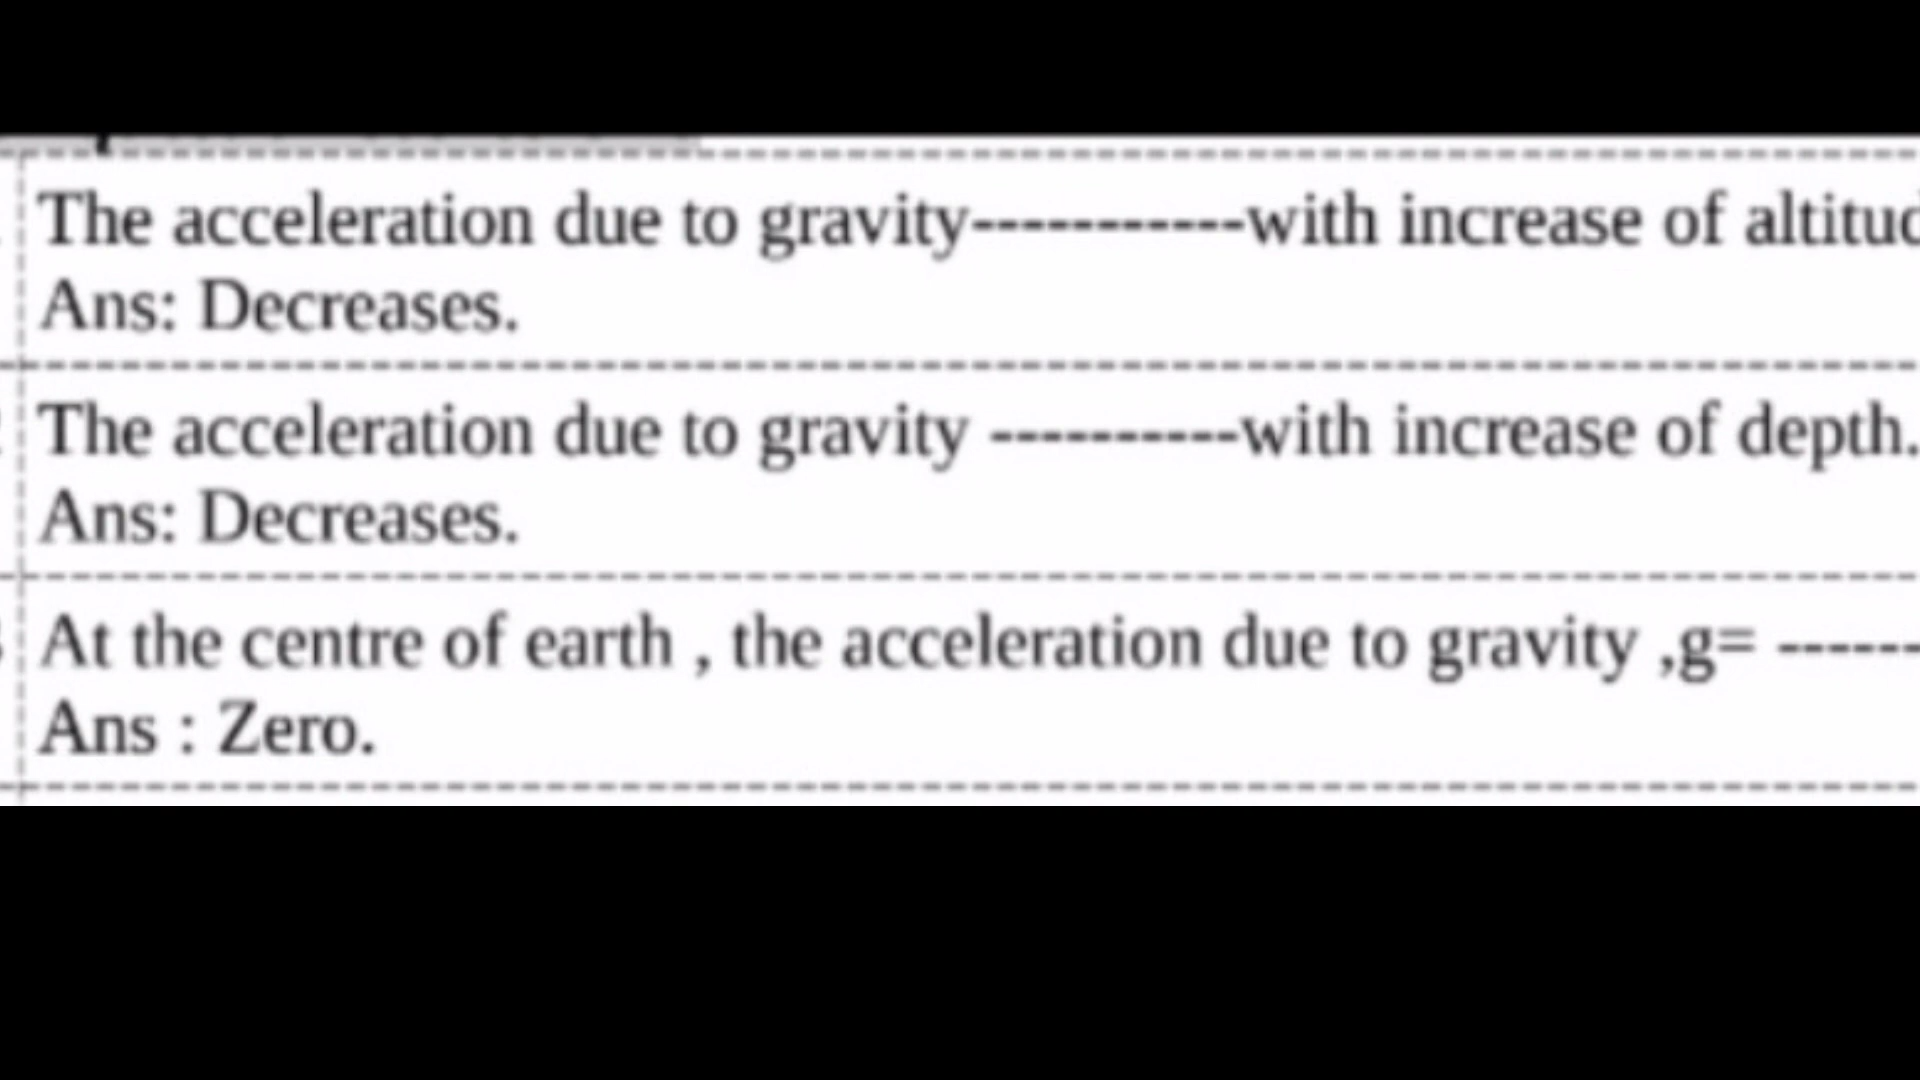 The acceleration due to gravity-----------with increase of altitud
Ans: Decreases.
The acceleration due to gravity ----------with increase of depth.
Ans: Decreases.
At the centre of earth , the acceleration due to gravity ,g= ------
Ans : Zero.